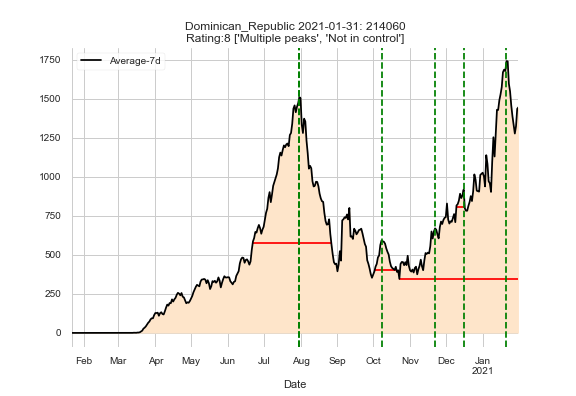 Dominican_Republic 2021-01-31: 214060
Rating:8 ['Multiple peaks', 'Not in control']
Average-7d
1750
1500
1250
1000
750
500
250
0
Feb Mar Apr May Jun Jul Aug Sep Oct Nov Dec Jan
2021
Date